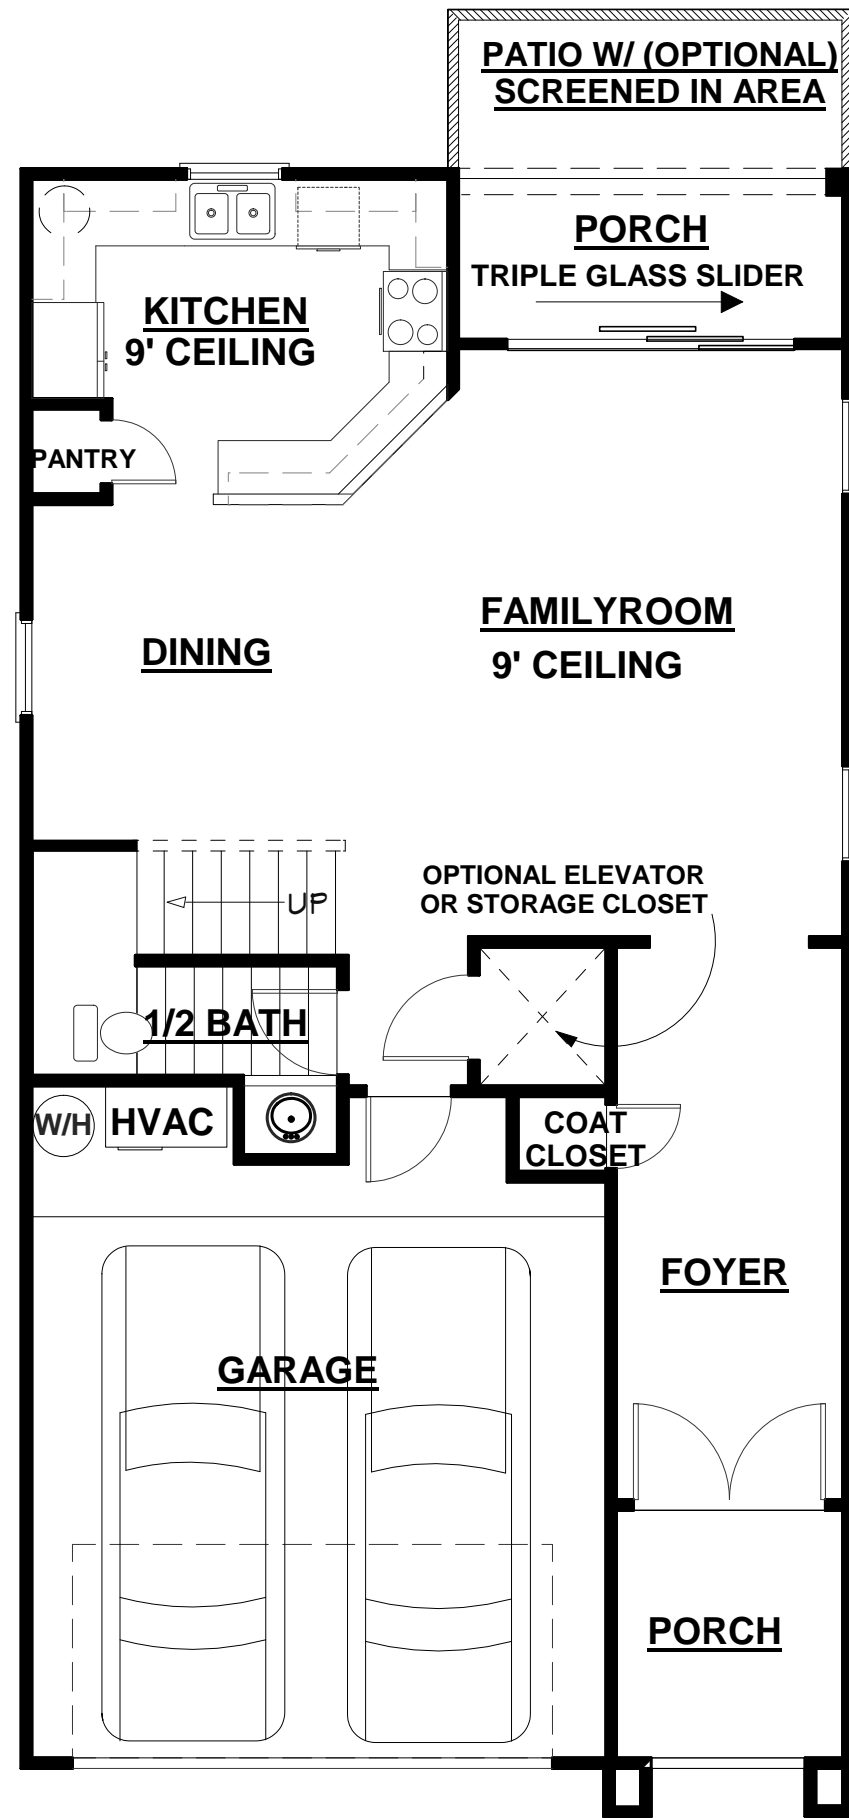 PATIO W/ (OPTIONAL)
SCREENED IN AREA
PORCH
TRIPLE GLASS SLIDER
KITCHEN
9' CEILING
PANTRY
FAMILYROOM
9' CEILING
DINING
OPTIONAL ELEVATOR
OR STORAGE CLOSET
UP
1/2 BATH
W/H
HVAC
COAT
CLOSET
FOYER
GARAGE
PORCH